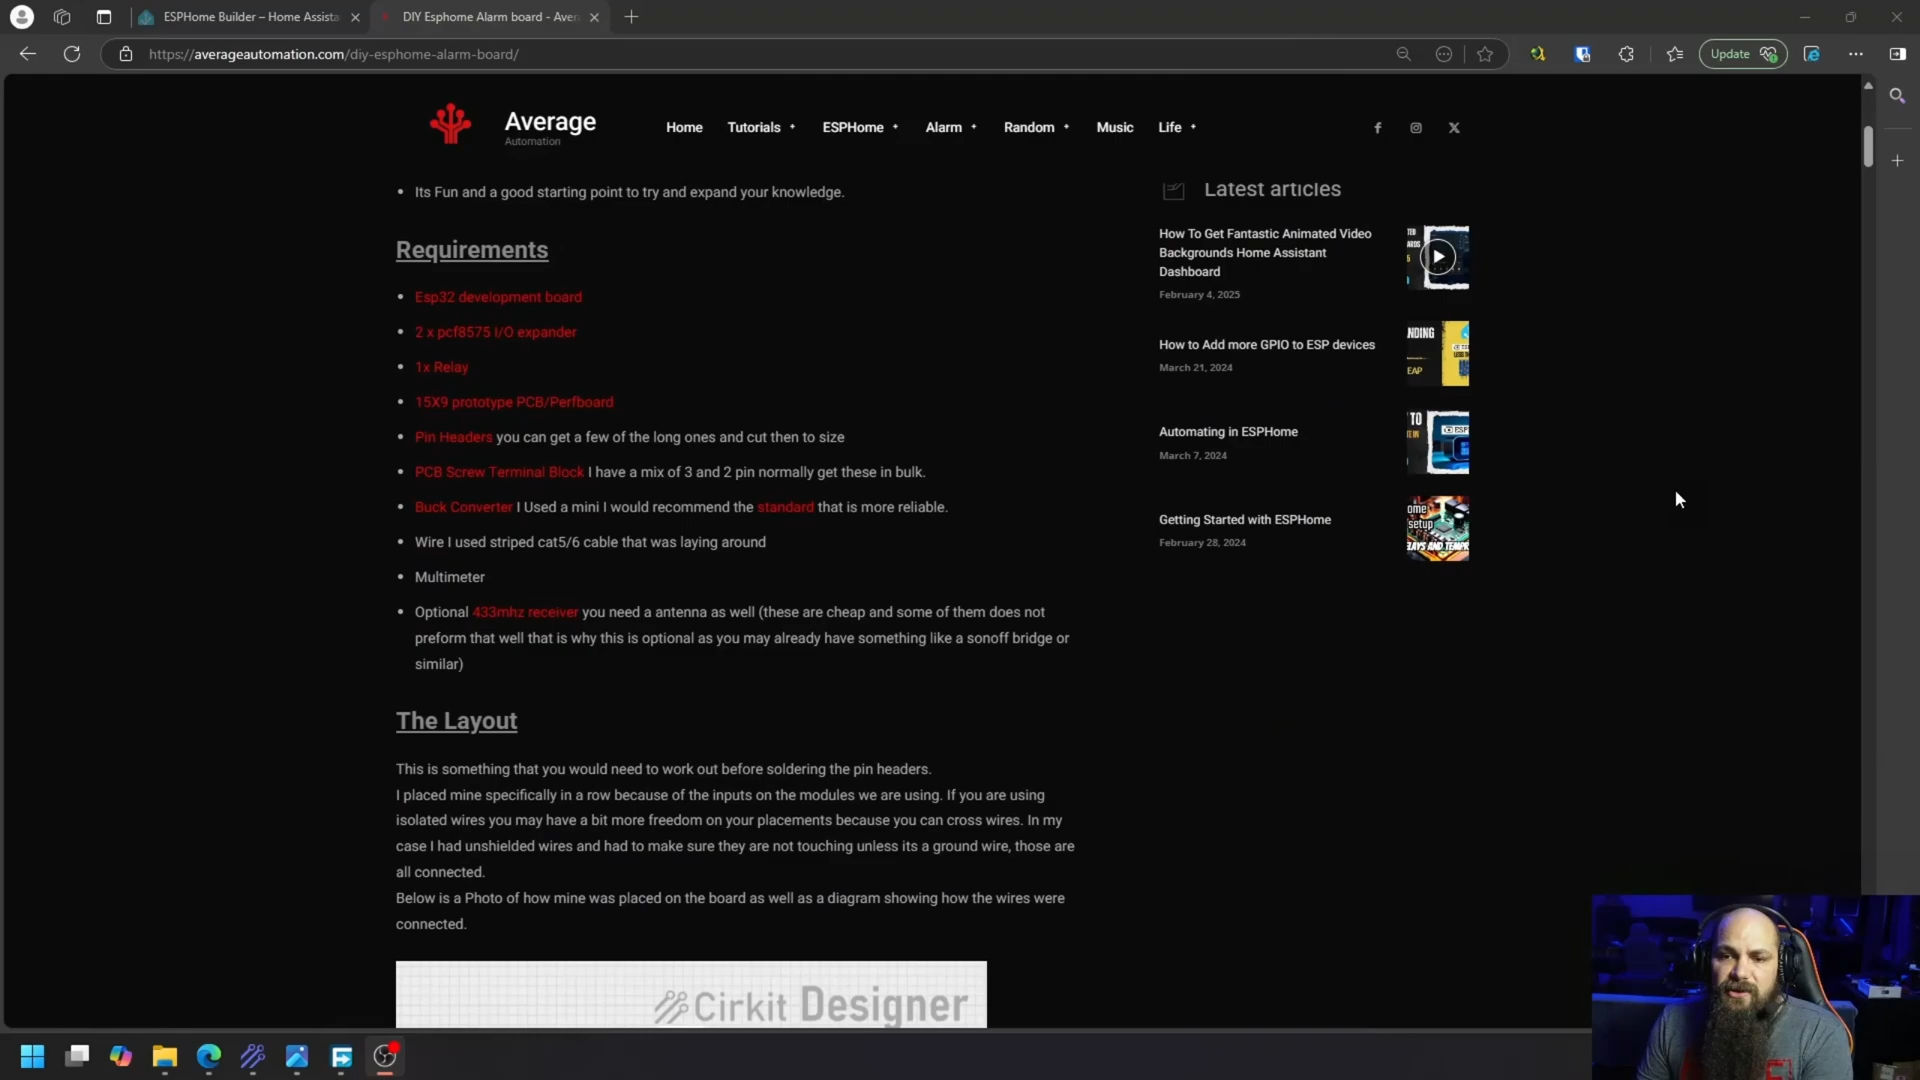 ESPHome Builder – Home Assista
DIY Esphome Alarm board - Aver
https://averageautomation.com/diy-esphome-alarm-board/
Update
Average
Automation
Home
Tutorials +
ESPHome +
Alarm +
Random +
Music
Life +
Its Fun and a good starting point to try and expand your knowledge.
Requirements
Esp32 development board
2 x pcf8575 I/O expander
1x Relay
15X9 prototype PCB/Perfboard
Pin Headers you can get a few of the long ones and cut then to size
PCB Screw Terminal Block I have a mix of 3 and 2 pin normally get these in bulk.
Buck Converter I Used a mini I would recommend the standard that is more reliable.
Wire I used striped cat5/6 cable that was laying around
Multimeter
Optional 433mhz receiver you need a antenna as well (these are cheap and some of them does not
preform that well that is why this is optional as you may already have something like a sonoff bridge or
similar)
The Layout
This is something that you would need to work out before soldering the pin headers.
I placed mine specifically in a row because of the inputs on the modules we are using. If you are using
isolated wires you may have a bit more freedom on your placements because you can cross wires. In my
case I had unshielded wires and had to make sure they are not touching unless its a ground wire, those are
all connected.
Below is a Photo of how mine was placed on the board as well as a diagram showing how the wires were
connected.
Cirkit Designer
Latest articles
How To Get Fantastic Animated Video
Backgrounds Home Assistant
Dashboard
February 4, 2025
How to Add more GPIO to ESP devices
March 21, 2024
NDING
EAP
Automating in ESPHome
March 7, 2024
TO
Getting Started with ESPHome
February 28, 2024
ome
setup